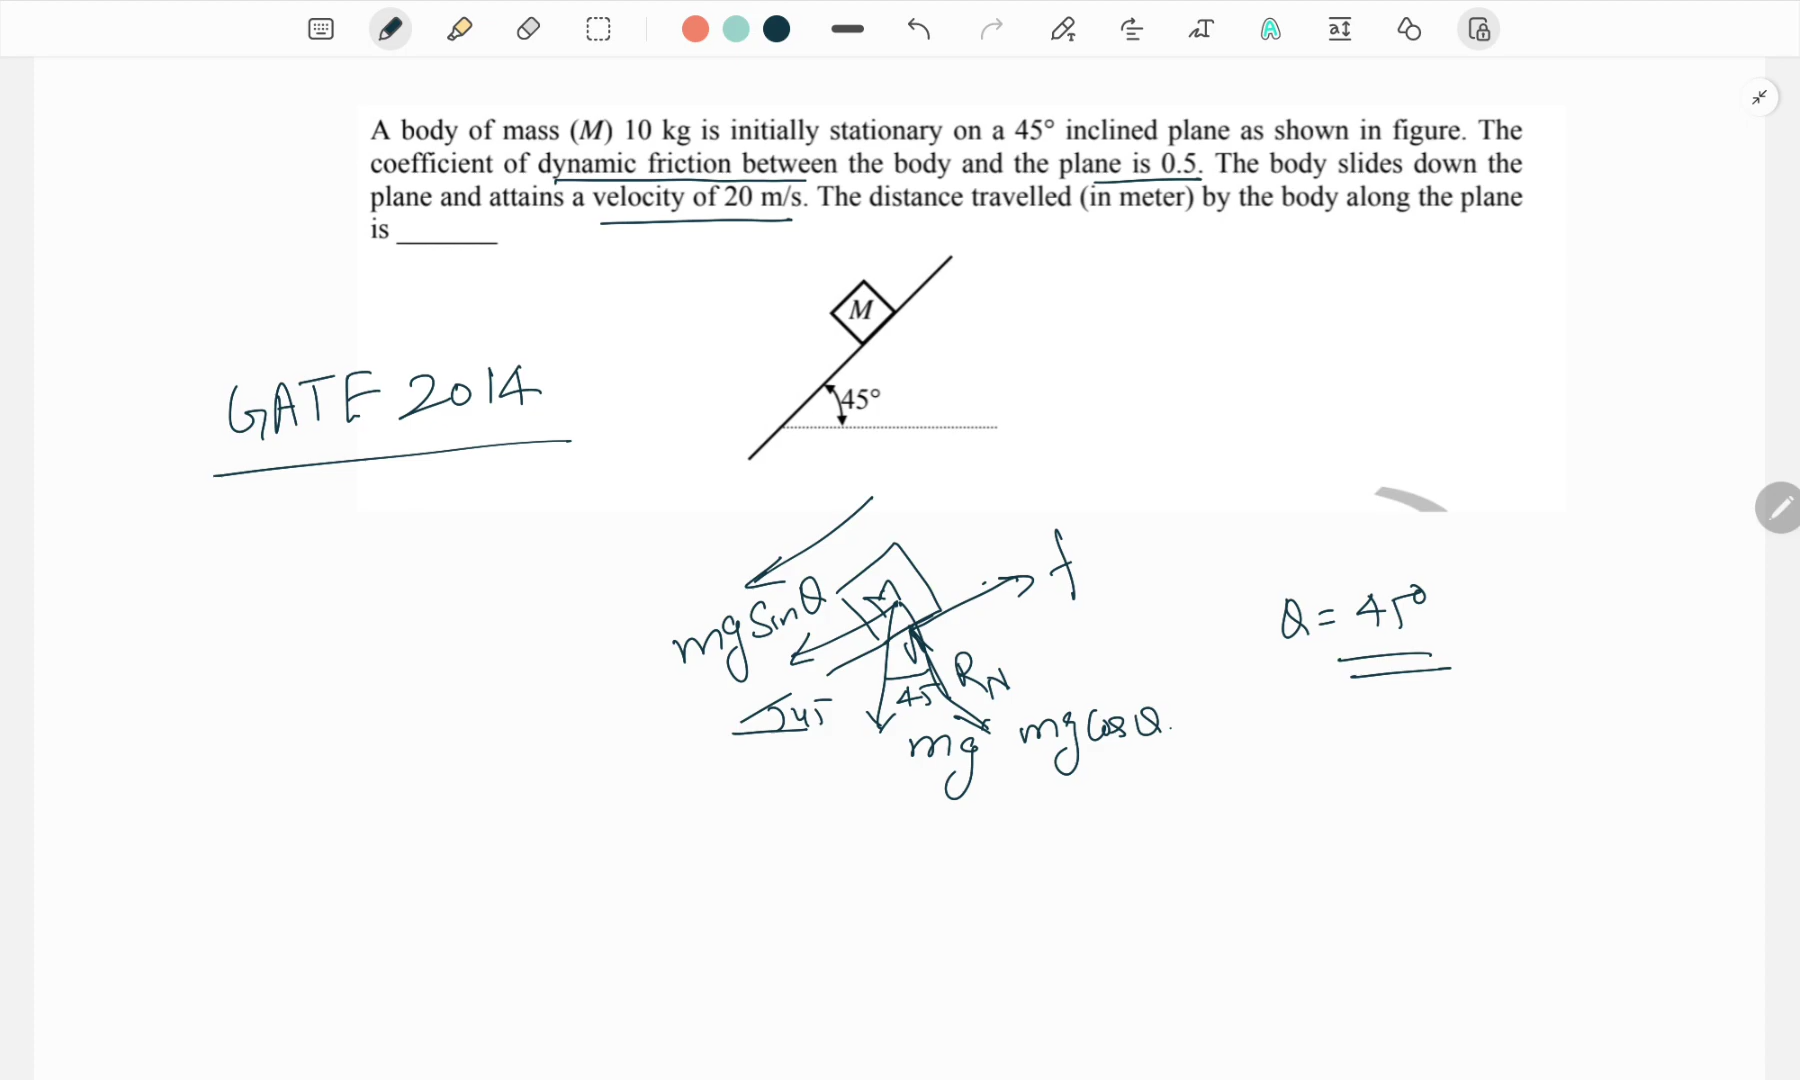 A body of mass (M) 10 kg is initially stationary on a 45° inclined plane as shown in figure. The
coefficient of dynamic friction between the body and the plane is 0.5. The body slides down the
plane and attains a velocity of 20 m/s. The distance travelled (in meter) by the body along the plane
is ________
M
45°
GATE 2014
f
mg sinθ
θ = 45°
RN
45
45
mg
mg cosθ.